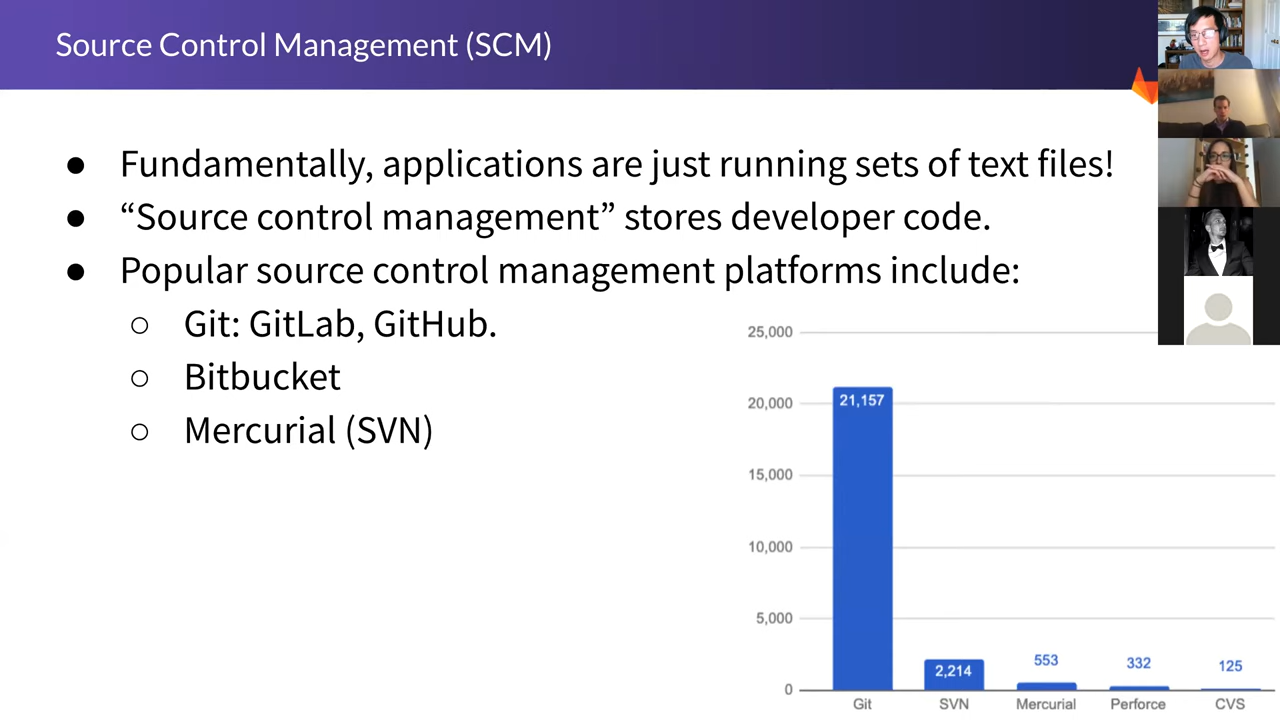 Source Control Management (SCM)
● Fundamentally, applications are just running sets of text files!
● “Source control management” stores developer code.
● Popular source control management platforms include:
○ Git: GitLab, GitHub.
○ Bitbucket
○ Mercurial (SVN)
25,000
20,000
15,000
10,000
5,000
0
21,157
2,214
553
332
125
Git SVN Mercurial Perforce CVS